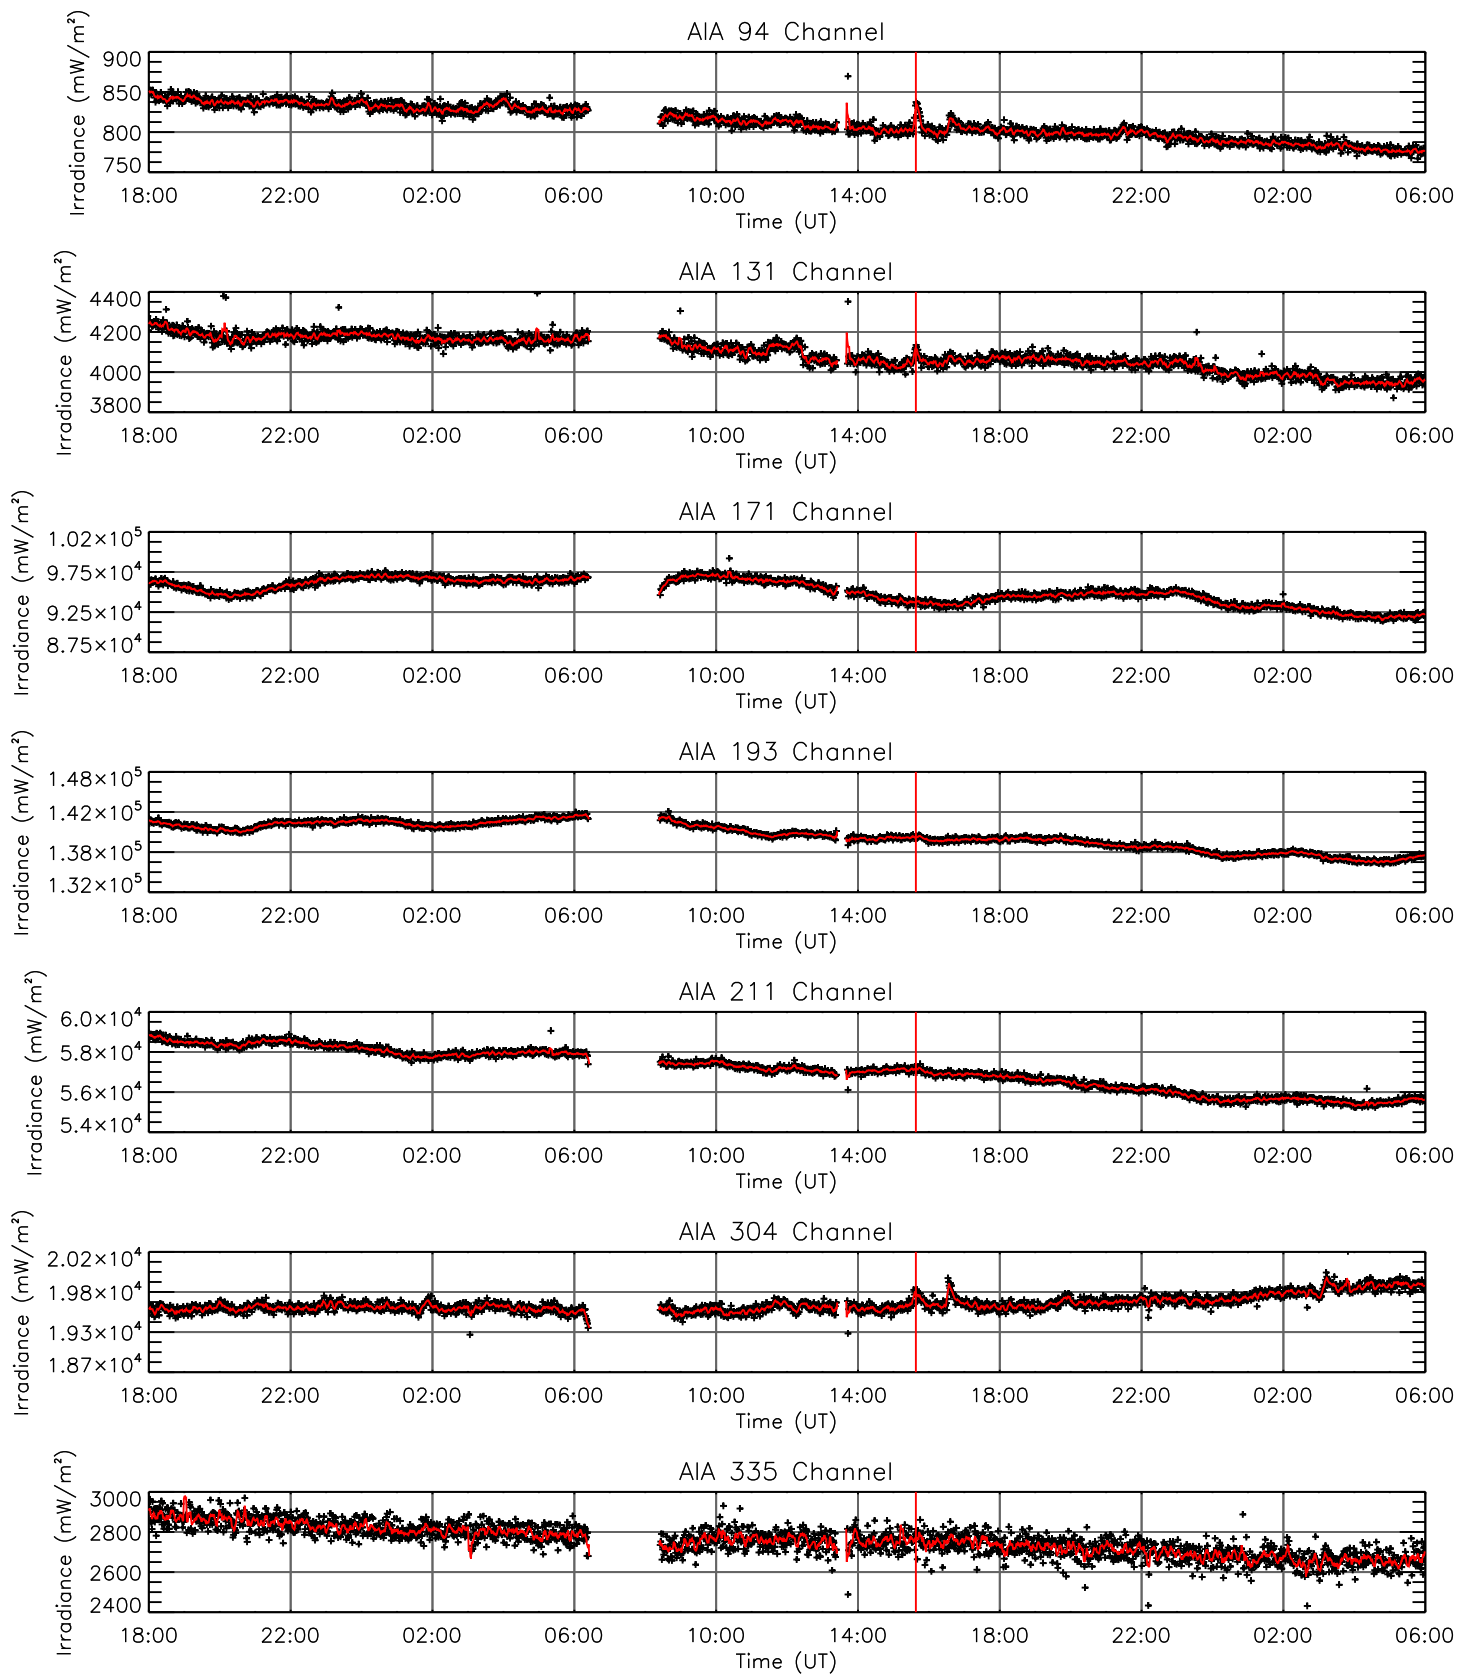 AIA 94 Channel
Irradiance (mW/m²)
900
850
800
750
18:00 22:00 02:00 06:00 10:00 14:00 18:00 22:00 02:00 06:00
Time (UT)
AIA 131 Channel
Irradiance (mW/m²)
4400
4200
4000
3800
18:00 22:00 02:00 06:00 10:00 14:00 18:00 22:00 02:00 06:00
Time (UT)
AIA 171 Channel
Irradiance (mW/m²)
1.02×10⁵
9.75×10⁴
9.25×10⁴
8.75×10⁴
18:00 22:00 02:00 06:00 10:00 14:00 18:00 22:00 02:00 06:00
Time (UT)
AIA 193 Channel
Irradiance (mW/m²)
1.48×10⁵
1.42×10⁵
1.38×10⁵
1.32×10⁵
18:00 22:00 02:00 06:00 10:00 14:00 18:00 22:00 02:00 06:00
Time (UT)
AIA 211 Channel
Irradiance (mW/m²)
6.0×10⁴
5.8×10⁴
5.6×10⁴
5.4×10⁴
18:00 22:00 02:00 06:00 10:00 14:00 18:00 22:00 02:00 06:00
Time (UT)
AIA 304 Channel
Irradiance (mW/m²)
2.02×10⁴
1.98×10⁴
1.93×10⁴
1.87×10⁴
18:00 22:00 02:00 06:00 10:00 14:00 18:00 22:00 02:00 06:00
Time (UT)
AIA 335 Channel
Irradiance (mW/m²)
3000
2800
2600
2400
18:00 22:00 02:00 06:00 10:00 14:00 18:00 22:00 02:00 06:00
Time (UT)